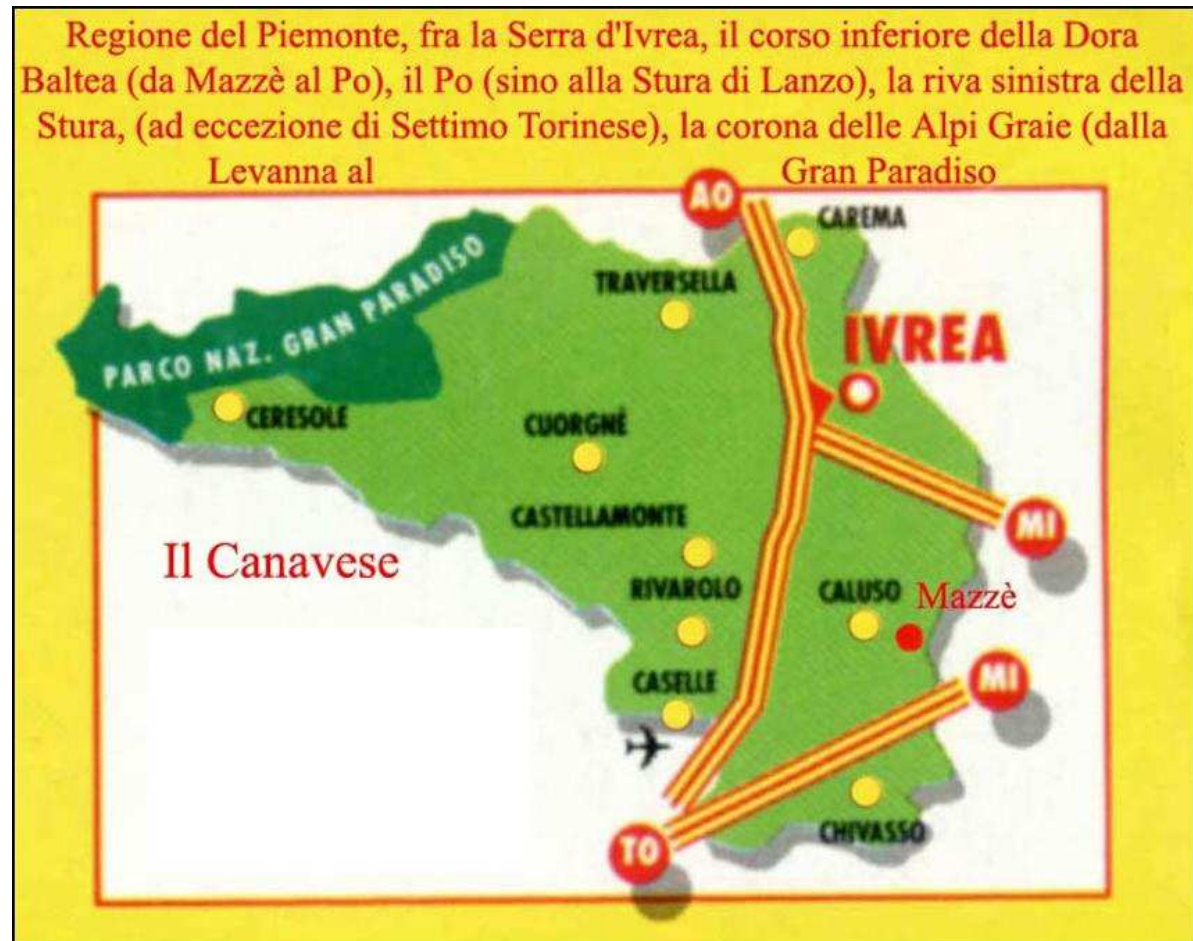 Regione del Piemonte, fra la Serra d'Ivrea, il corso inferiore della Dora
Baltea (da Mazzè al Po), il Po (sino alla Stura di Lanzo), la riva sinistra della
Stura, (ad eccezione di Settimo Torinese), la corona delle Alpi Graie (dalla
Levanna al Gran Paradiso
AO
CAREMA
TRAVERSELLA
PARCO NAZ. GRAN PARADISO
IVREA
CERESOLE
CUORGNÉ
CASTELLAMONTE
MI
Il Canavese
RIVAROLO
CALUSO
Mazzè
CASELLE
MI
CHIVASSO
TO